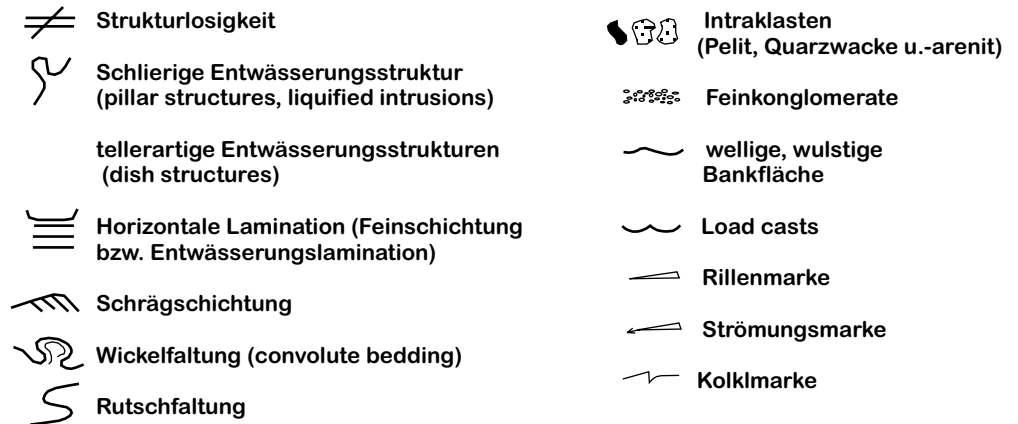 Strukturlosigkeit
Schlierige Entwässerungsstruktur
(pillar structures, liquified intrusions)
tellerartige Entwässerungsstrukturen
(dish structures)
Horizontale Lamination (Feinschichtung
bzw. Entwässerungslamination)
Schrägschichtung
Wickelfaltung (convolute bedding)
Rutschfaltung
Intraklasten
(Pelit, Quarzwacke u.-arenit)
Feinkonglomerate
wellige, wulstige
Bankfläche
Load casts
Rillenmarke
Strömungsmarke
Kolklmarke